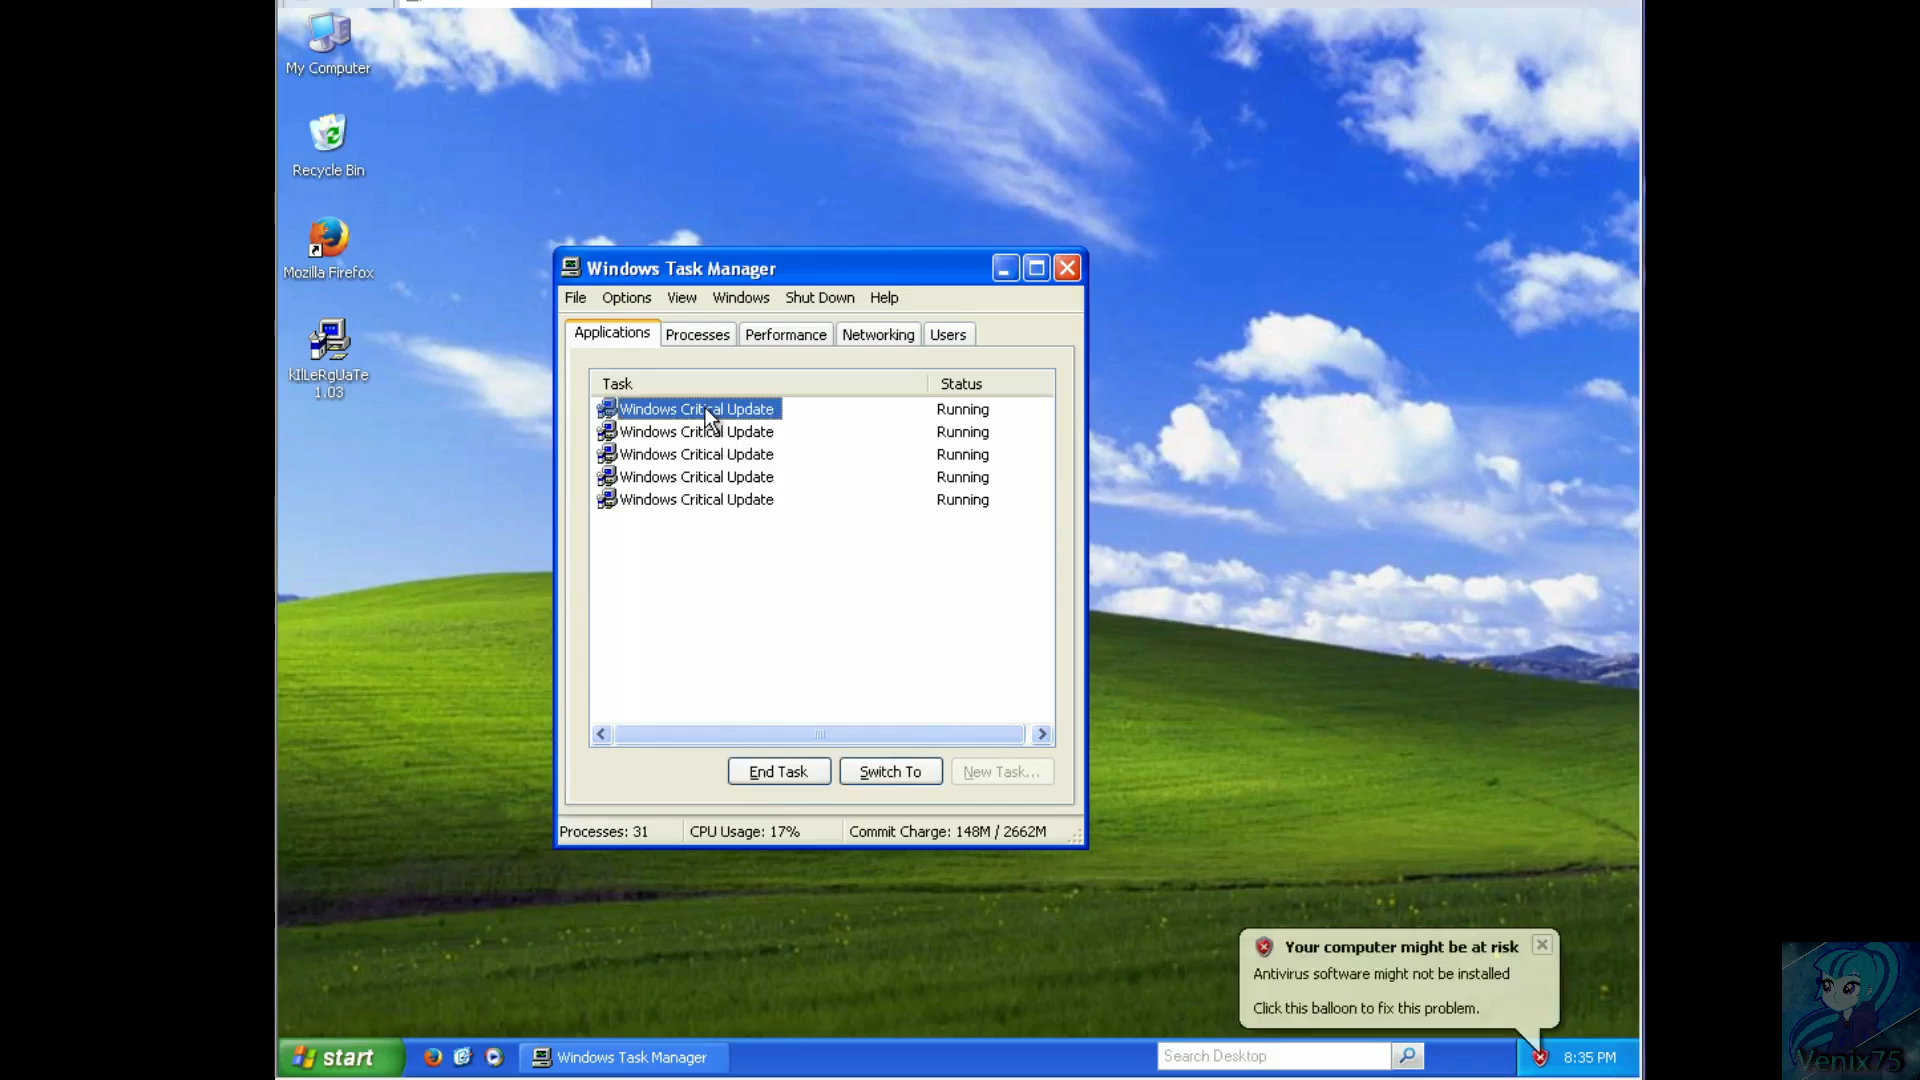 My Computer
Recycle Bin
Mozilla Firefox
kIlLeRgUaTe
1.03
Windows Task Manager
File Options View Windows Shut Down Help
Applications Processes Performance Networking Users
Task Status
Windows Critical Update Running
Windows Critical Update Running
Windows Critical Update Running
Windows Critical Update Running
Windows Critical Update Running
End Task Switch To New Task...
Processes: 31 CPU Usage: 17% Commit Charge: 148M / 2662M
Your computer might be at risk
Antivirus software might not be installed
Click this balloon to fix this problem.
start Windows Task Manager Search Desktop 8:35 PM
Venix75